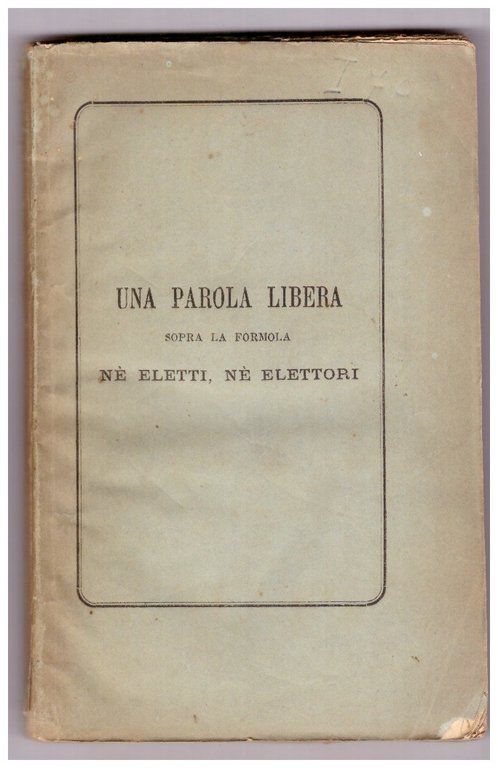 UNA PAROLA LIBERA
SOPRA LA FORMOLA
NÈ ELETTI, NÈ ELETTORI